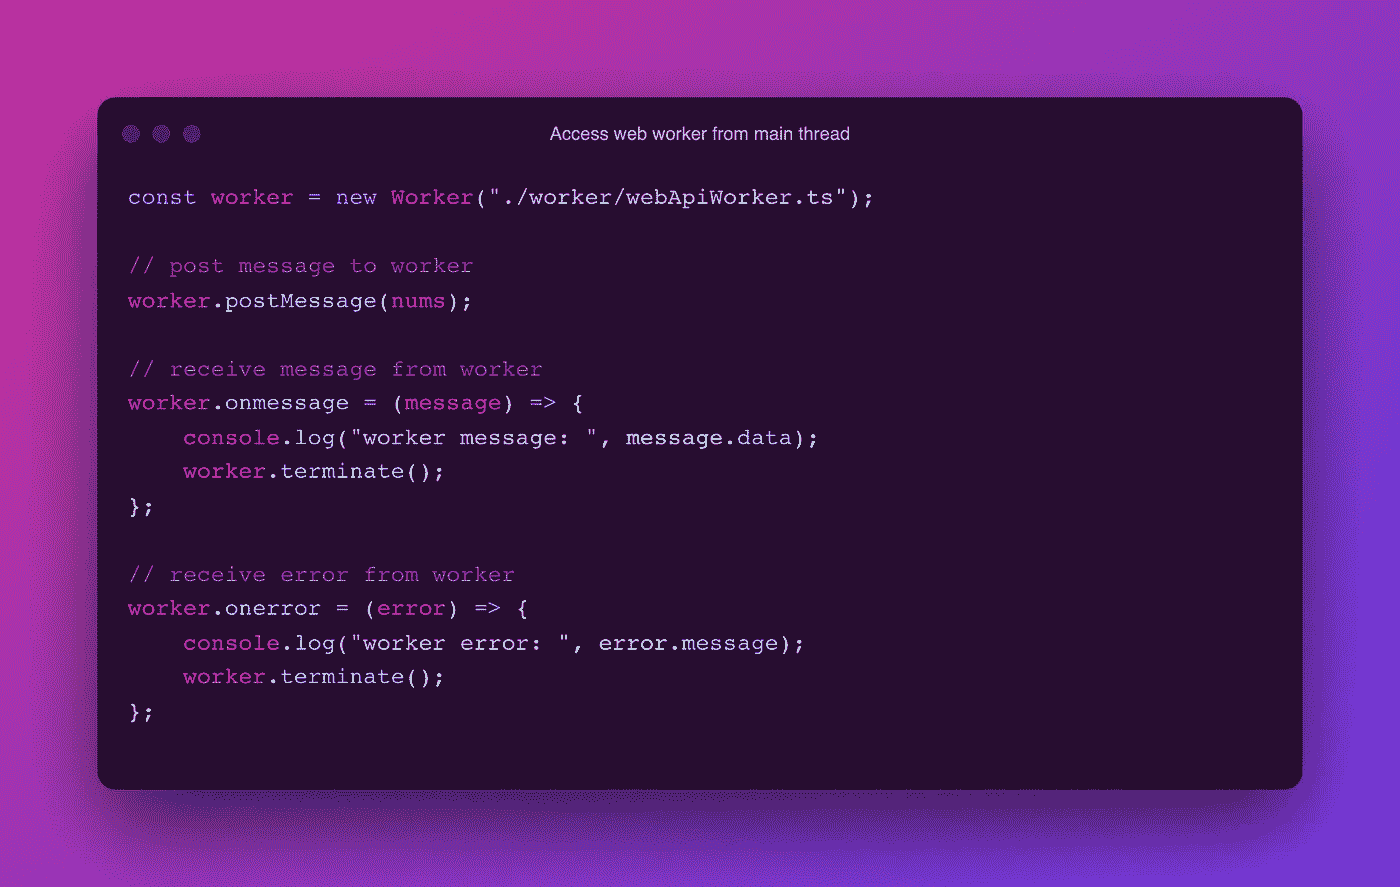 Access web worker from main thread
const worker = new Worker("./worker/webApiWorker.ts");
// post message to worker
worker.postMessage(nums);
// receive message from worker
worker.onmessage = (message) => {
    console.log("worker message: ", message.data);
    worker.terminate();
};
// receive error from worker
worker.onerror = (error) => {
    console.log("worker error: ", error.message);
    worker.terminate();
};